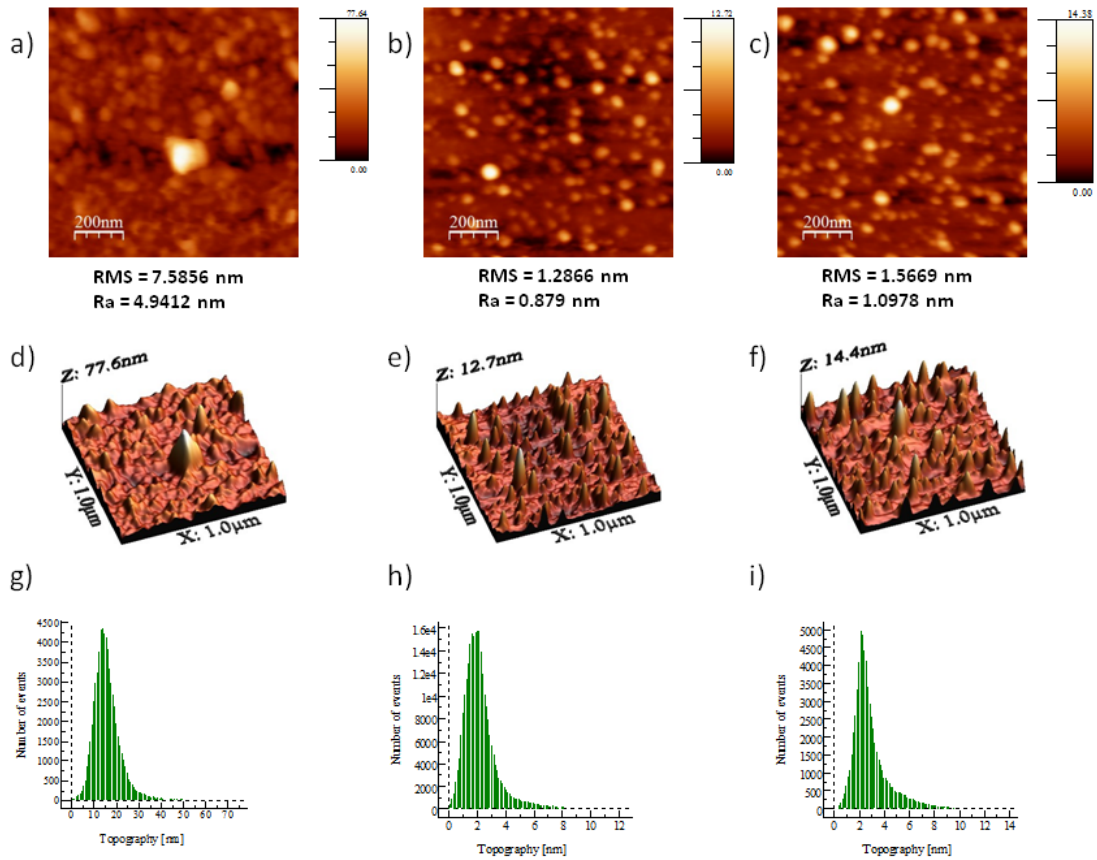 a)
77.64
0.00
200nm
RMS = 7.5856 nm
Ra = 4.9412 nm
b)
12.72
0.00
200nm
RMS = 1.2866 nm
Ra = 0.879 nm
c)
14.38
0.00
200nm
RMS = 1.5669 nm
Ra = 1.0978 nm
d)
Z: 77.6nm
Y: 1.0µm
X: 1.0µm
e)
Z: 12.7nm
Y: 1.0µm
X: 1.0µm
f)
Z: 14.4nm
Y: 1.0µm
X: 1.0µm
g)
Number of events
4500
4000
3500
3000
2500
2000
1500
1000
500
0
0 10 20 30 40 50 60 70
Topography [nm]
h)
Number of events
1.6e4
1.4e4
1.2e4
1e4
8000
6000
4000
2000
0
0 2 4 6 8 10 12
Topography [nm]
i)
Number of events
5000
4500
4000
3500
3000
2500
2000
1500
1000
500
0
0 2 4 6 8 10 12 14
Topography [nm]